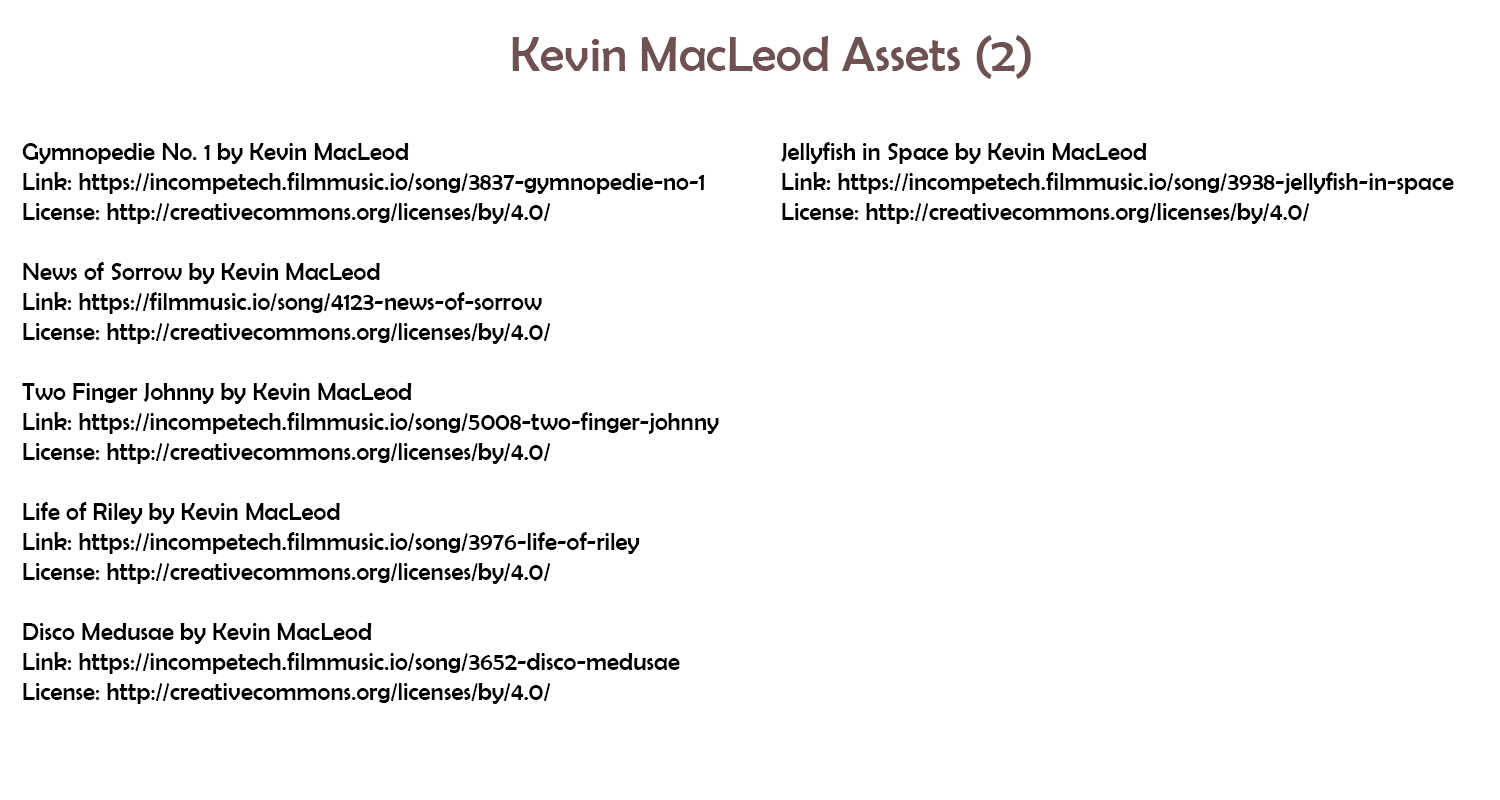 Kevin MacLeod Assets (2)
Gymnopedie No. 1 by Kevin MacLeod
Link: https://incompetech.filmmusic.io/song/3837-gymnopedie-no-1
License: http://creativecommons.org/licenses/by/4.0/
News of Sorrow by Kevin MacLeod
Link: https://filmmusic.io/song/4123-news-of-sorrow
License: http://creativecommons.org/licenses/by/4.0/
Two Finger Johnny by Kevin MacLeod
Link: https://incompetech.filmmusic.io/song/5008-two-finger-johnny
License: http://creativecommons.org/licenses/by/4.0/
Life of Riley by Kevin MacLeod
Link: https://incompetech.filmmusic.io/song/3976-life-of-riley
License: http://creativecommons.org/licenses/by/4.0/
Disco Medusae by Kevin MacLeod
Link: https://incompetech.filmmusic.io/song/3652-disco-medusae
License: http://creativecommons.org/licenses/by/4.0/
Jellyfish in Space by Kevin MacLeod
Link: https://incompetech.filmmusic.io/song/3938-jellyfish-in-space
License: http://creativecommons.org/licenses/by/4.0/